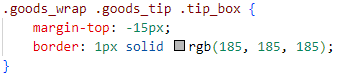 .goods_wrap .goods_tip .tip_box {
    margin-top: -15px;
    border: 1px solid rgb(185, 185, 185);
}